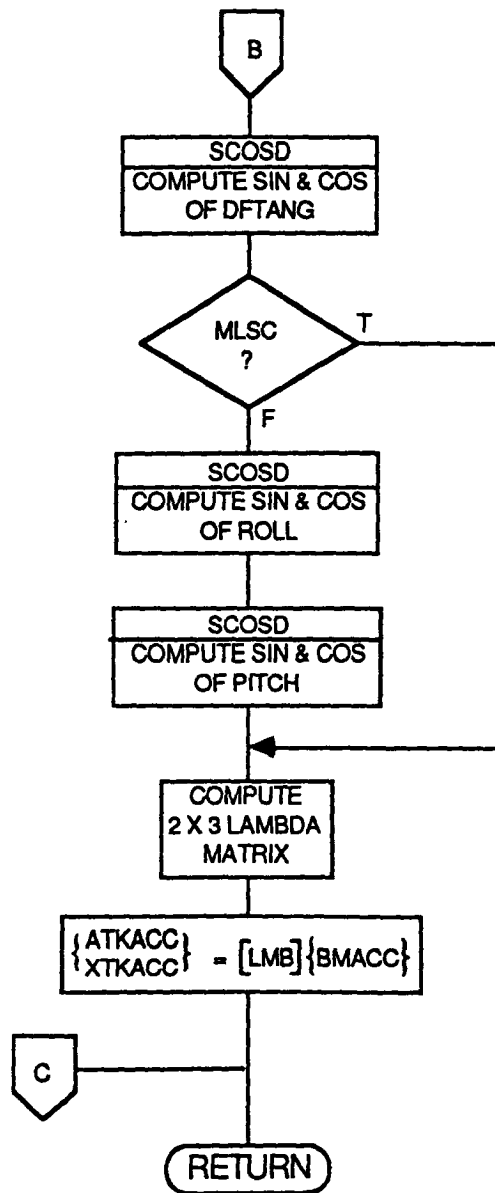 B
SCOSD
COMPUTE SIN & COS
OF DFTANG
MLSC
?
T
F
SCOSD
COMPUTE SIN & COS
OF ROLL
SCOSD
COMPUTE SIN & COS
OF PITCH
COMPUTE
2 X 3 LAMBDA
MATRIX
{ATKACC
XTKACC} = [LMB]{BMACC}
C
RETURN